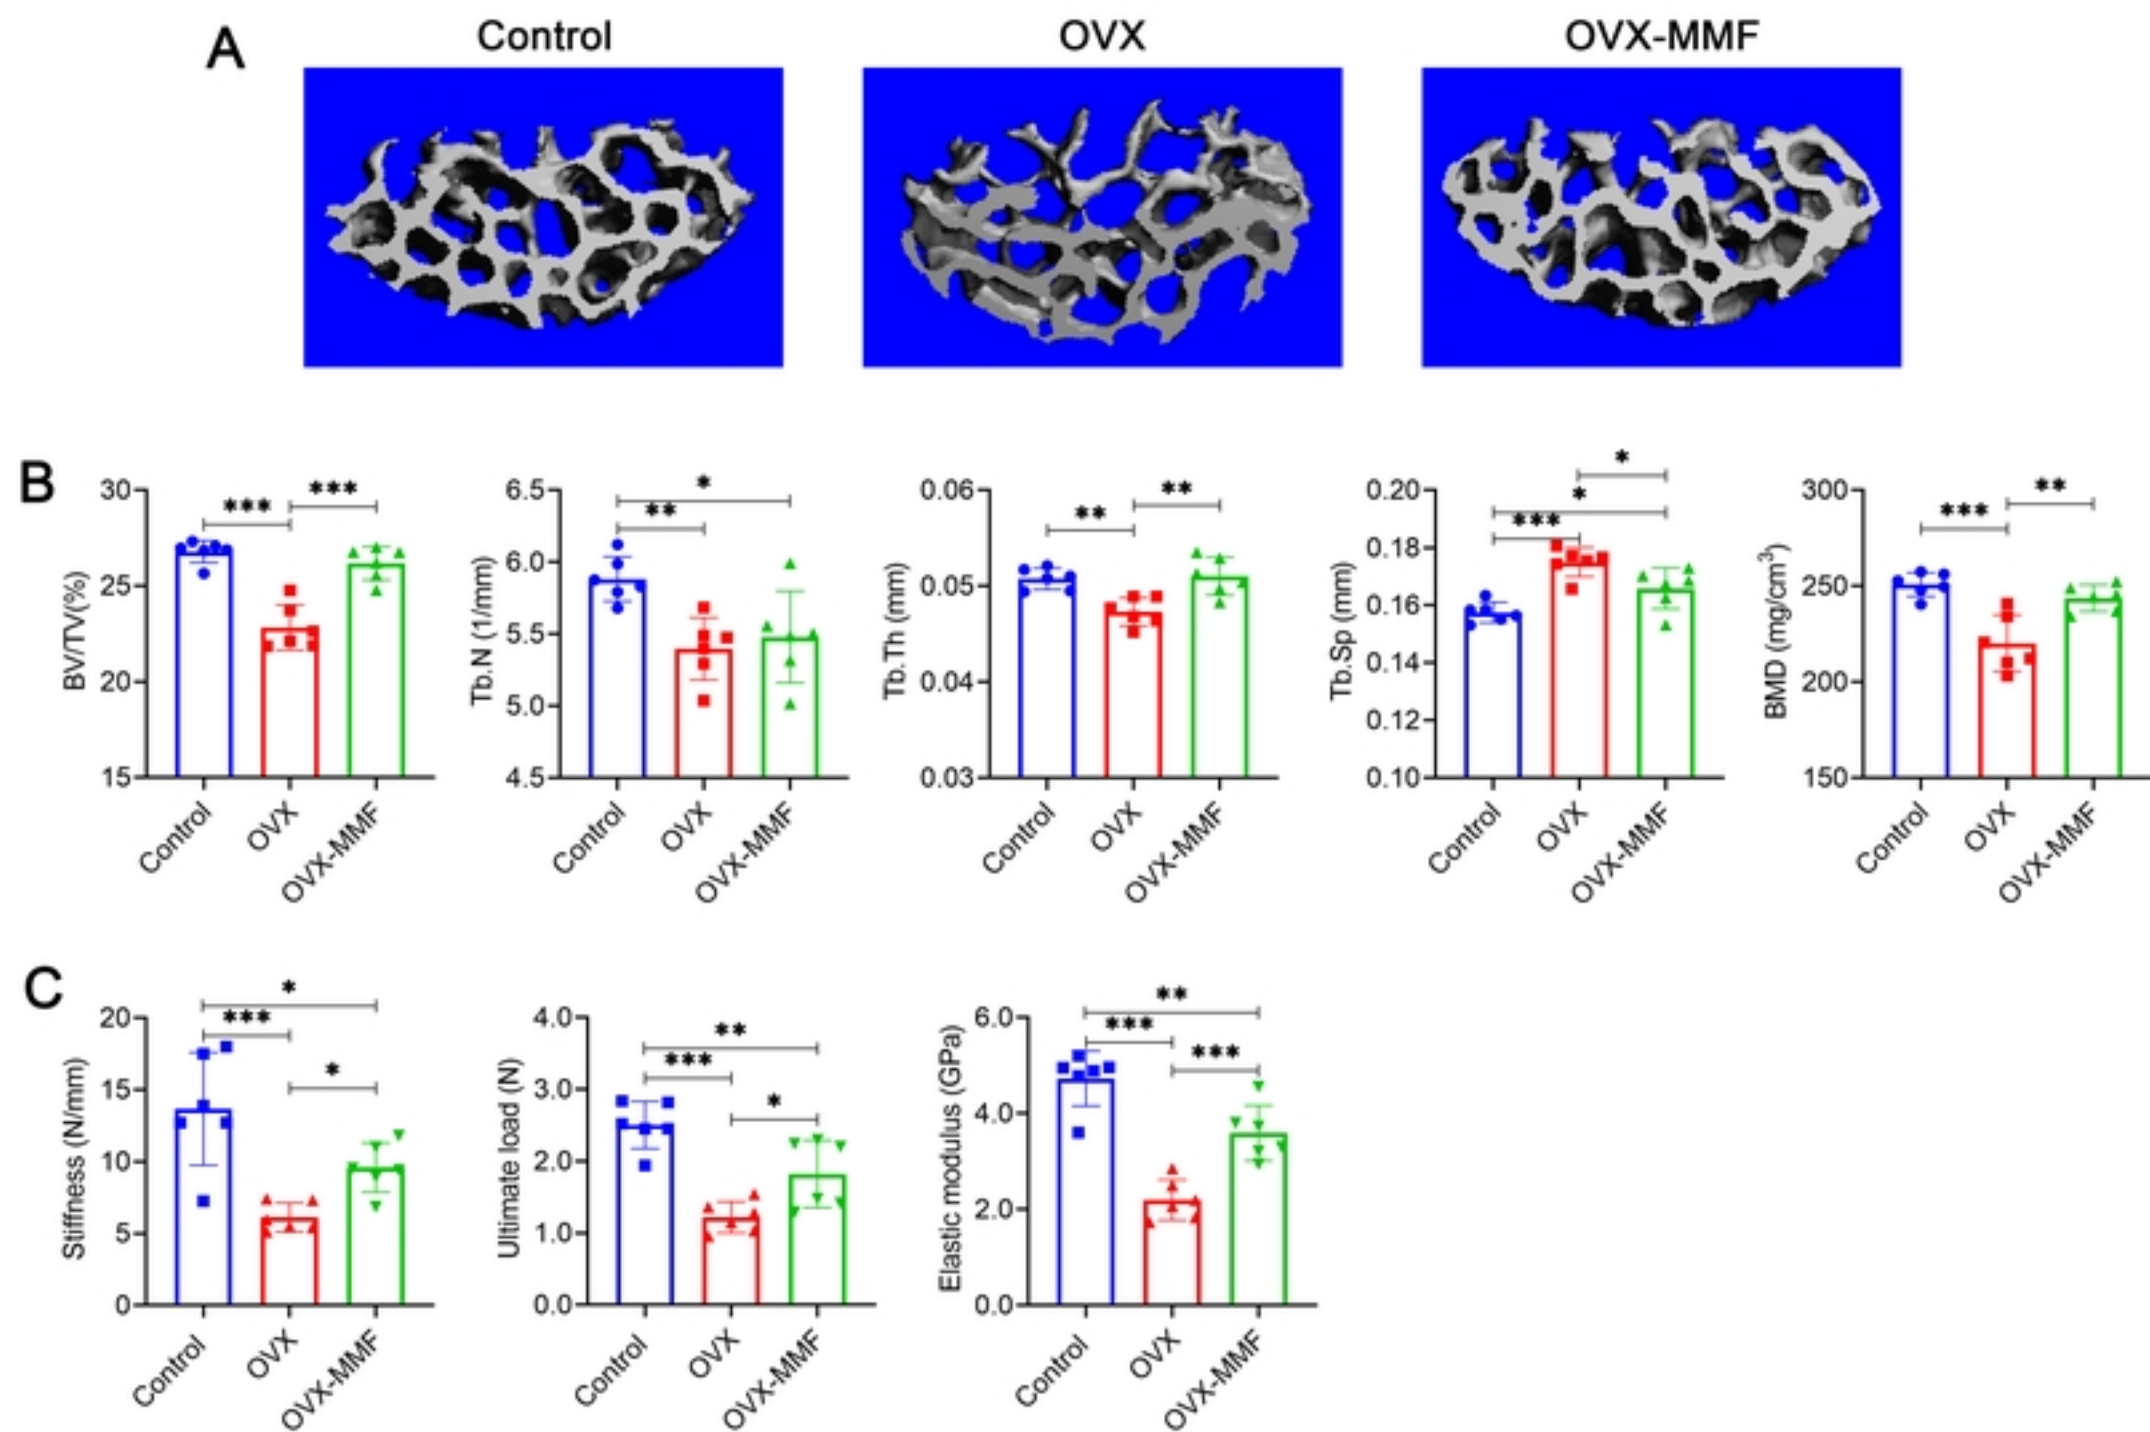 A
Control
OVX
OVX-MMF
B
BV/TV(%)
30
25
20
15
***
***
Control
OVX
OVX-MMF
Tb.N (1/mm)
6.5
6.0
5.5
5.0
4.5
*
**
Control
OVX
OVX-MMF
Tb.Th (mm)
0.06
0.05
0.04
0.03
**
**
Control
OVX
OVX-MMF
Tb.Sp (mm)
0.20
0.18
0.16
0.14
0.12
0.10
*
*
***
Control
OVX
OVX-MMF
BMD (mg/cm³)
300
250
200
150
***
**
Control
OVX
OVX-MMF
C
Stiffness (N/mm)
20
15
10
5
0
*
***
*
Control
OVX
OVX-MMF
Ultimate load (N)
4.0
3.0
2.0
1.0
0.0
**
***
*
Control
OVX
OVX-MMF
Elastic modulus (GPa)
6.0
4.0
2.0
0.0
**
***
***
Control
OVX
OVX-MMF